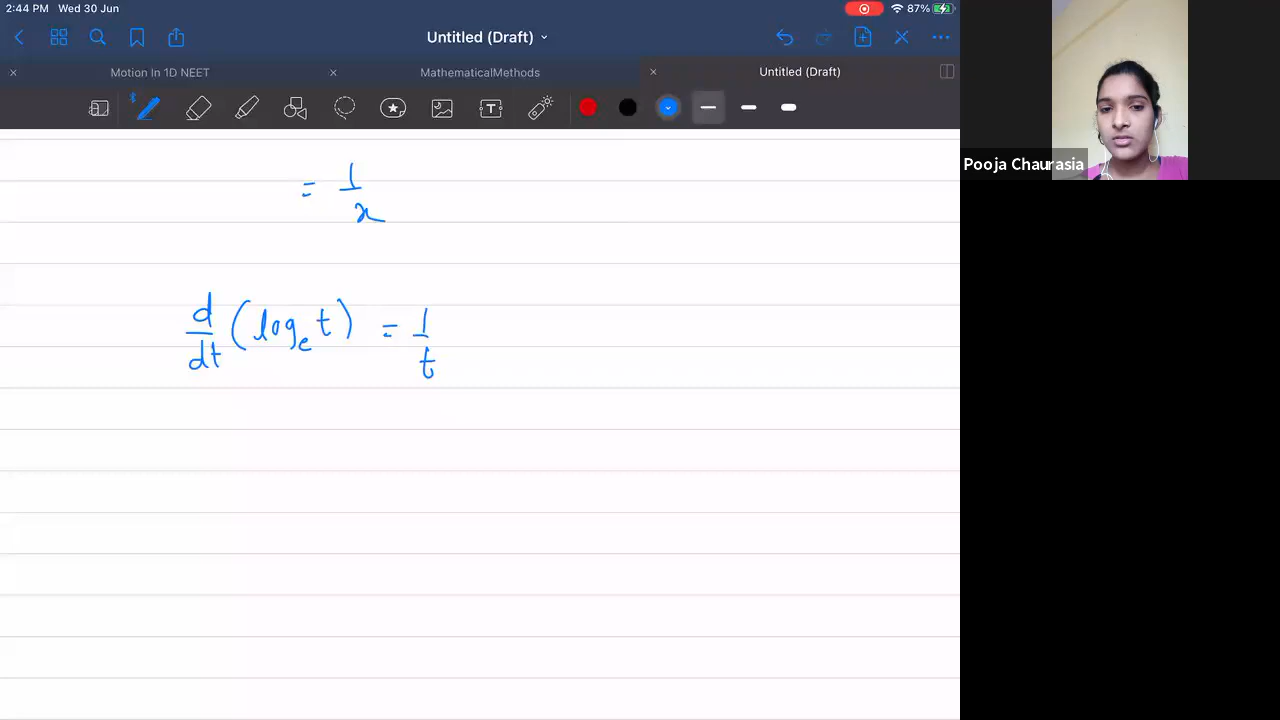 2:44 PM Wed 30 Jun 87%
Untitled (Draft)
Motion In 1D NEET MathematicalMethods Untitled (Draft)
T
= 1/x
d/dt (logₑ t) = 1/t
Pooja Chaurasia